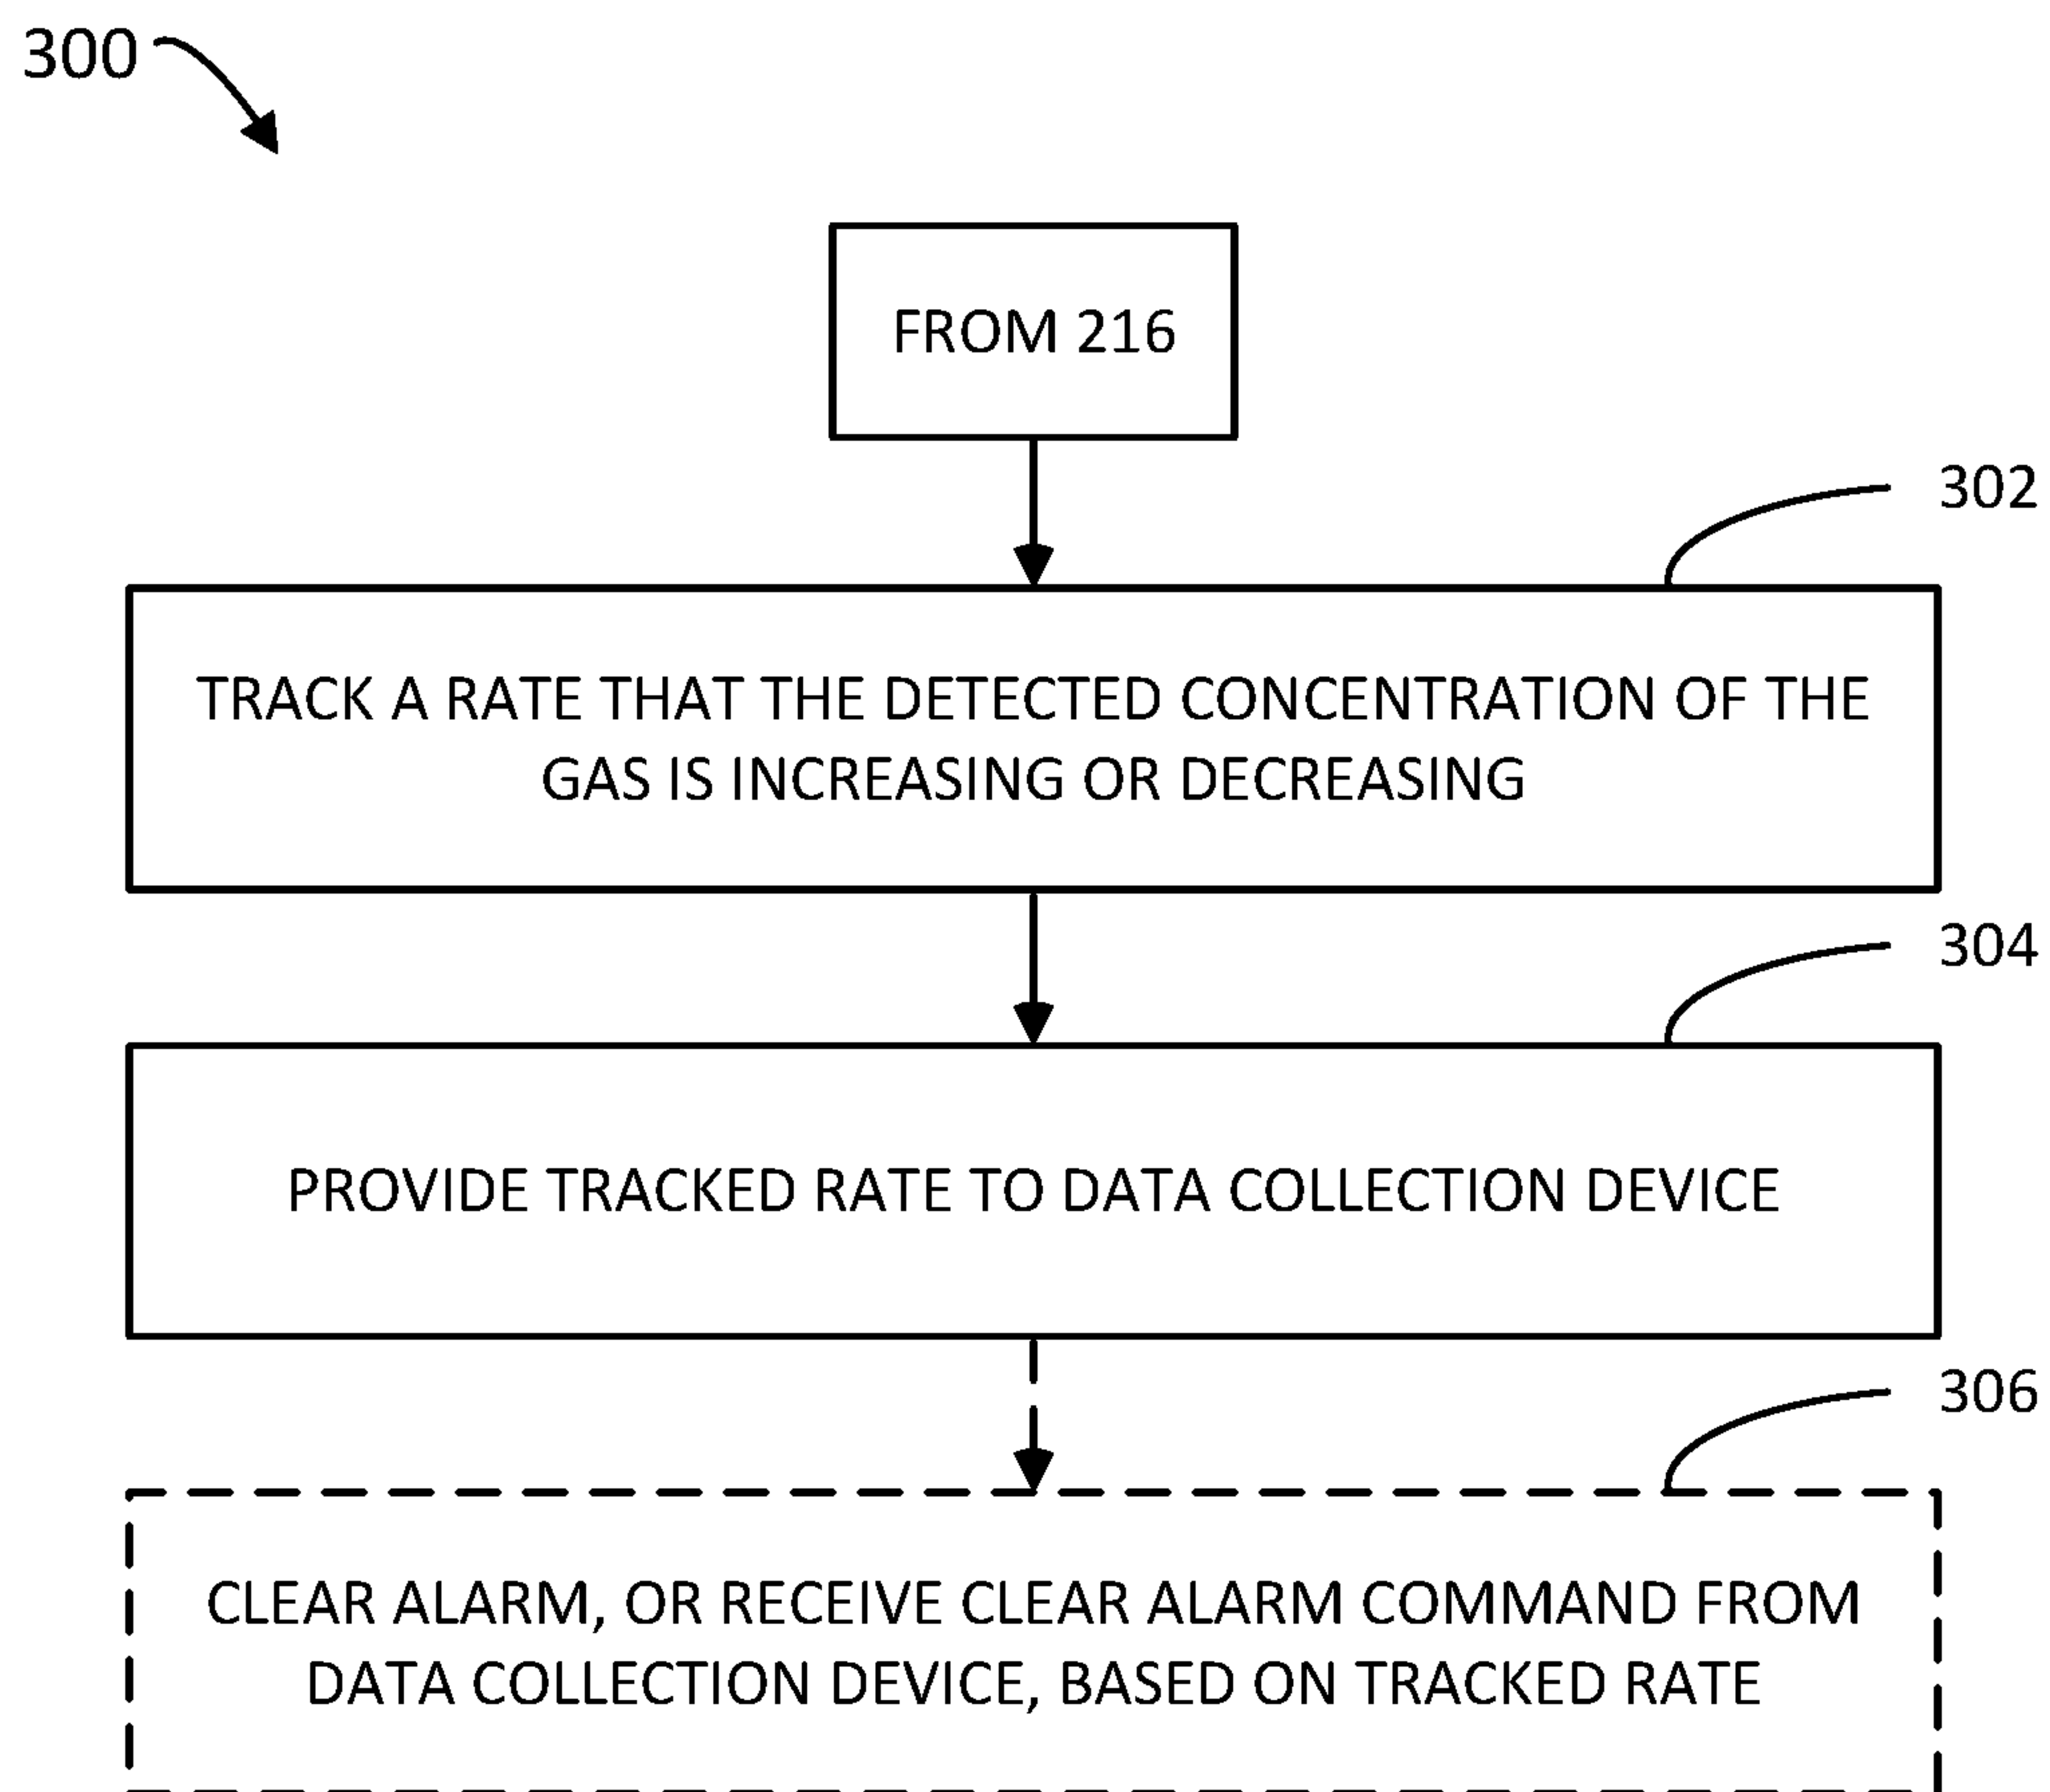 300
FROM 216
302
TRACK A RATE THAT THE DETECTED CONCENTRATION OF THE
GAS IS INCREASING OR DECREASING
304
PROVIDE TRACKED RATE TO DATA COLLECTION DEVICE
306
CLEAR ALARM, OR RECEIVE CLEAR ALARM COMMAND FROM
DATA COLLECTION DEVICE, BASED ON TRACKED RATE